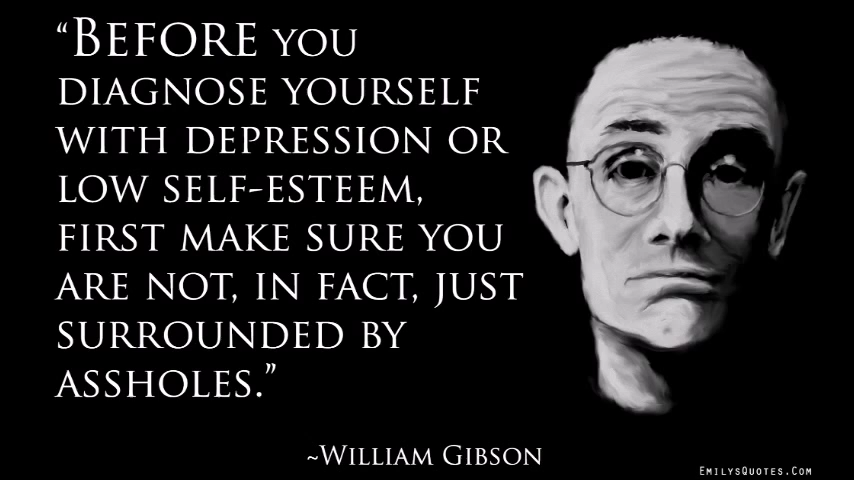 “BEFORE YOU
DIAGNOSE YOURSELF
WITH DEPRESSION OR
LOW SELF-ESTEEM,
FIRST MAKE SURE YOU
ARE NOT, IN FACT, JUST
SURROUNDED BY
ASSHOLES.”
~WILLIAM GIBSON
EMILYSQUOTES.COM